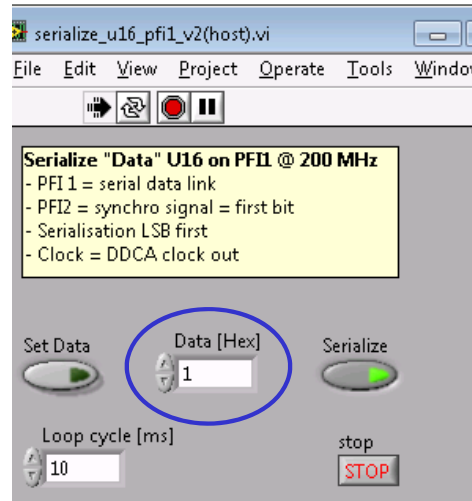 serialize_u16_pfi1_v2(host).vi
File Edit View Project Operate Tools
Serialize "Data" U16 on PFI1 @ 200 MHz
- PFI 1 = serial data link
- PFI2 = synchro signal = first bit
- Serialisation LSB first
- Clock = DDCA clock out
Set Data Data [Hex] Serialize
1
Loop cycle [ms] stop
10 STOP